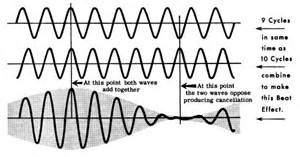 9 Cycles
in same
time as
10 Cycles
combine
to make
this Beat
Effect.
At this point both waves
add together
At this point
the two waves oppose
producing cancellation